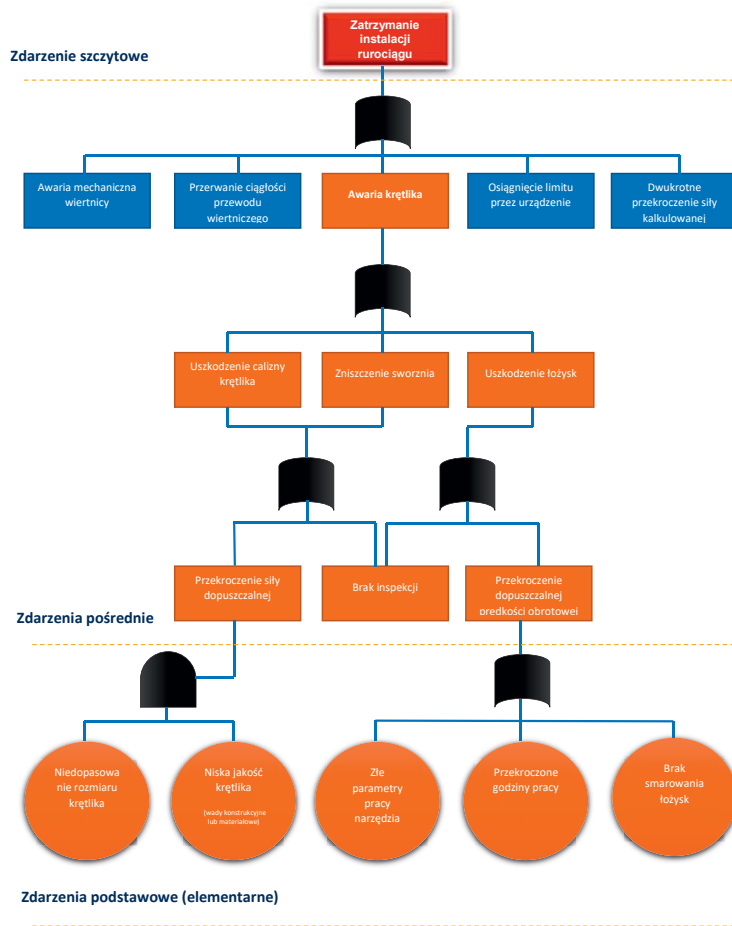 Zatrzymanie
instalacji
rurociągu
Zdarzenie szczytowe
Awaria mechaniczna
wiertnicy
Przerwanie ciągłości
przewodu
wiertniczego
Awaria krętlika
Osiągnięcie limitu
przez urządzenie
Dwukrotne
przekroczenie siły
kalkulowanej
Uszkodzenie calizny
krętlika
Zniszczenie sworznia
Uszkodzenie łożysk
Przekroczenie siły
dopuszczalnej
Brak inspekcji
Przekroczenie
dopuszczalnej
prędkości obrotowej
Zdarzenia pośrednie
Niedopasowa
nie rozmiaru
krętlika
Niska jakość
krętlika
(wady konstrukcyjne
lub materiałowe)
Złe
parametry
pracy
narzędzia
Przekroczone
godziny pracy
Brak
smarowania
łożysk
Zdarzenia podstawowe (elementarne)